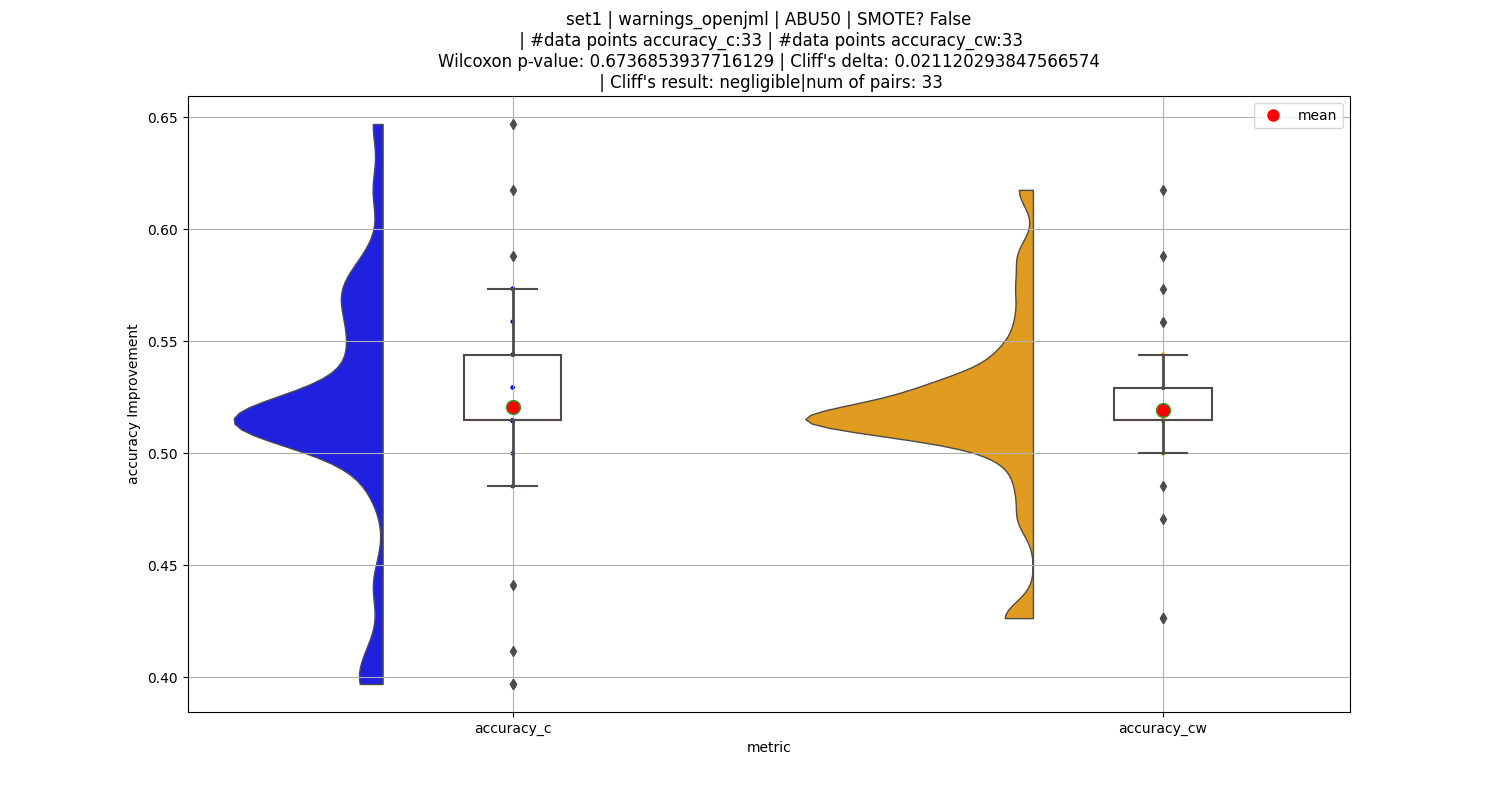 set1 | warnings_openjml | ABU50 | SMOTE? False
| #data points accuracy_c:33 | #data points accuracy_cw:33
Wilcoxon p-value: 0.6736853937716129 | Cliff's delta: 0.021120293847566574
| Cliff's result: negligible|num of pairs: 33
mean
0.65
0.60
0.55
0.50
0.45
0.40
accuracy Improvement
accuracy_c
accuracy_cw
metric